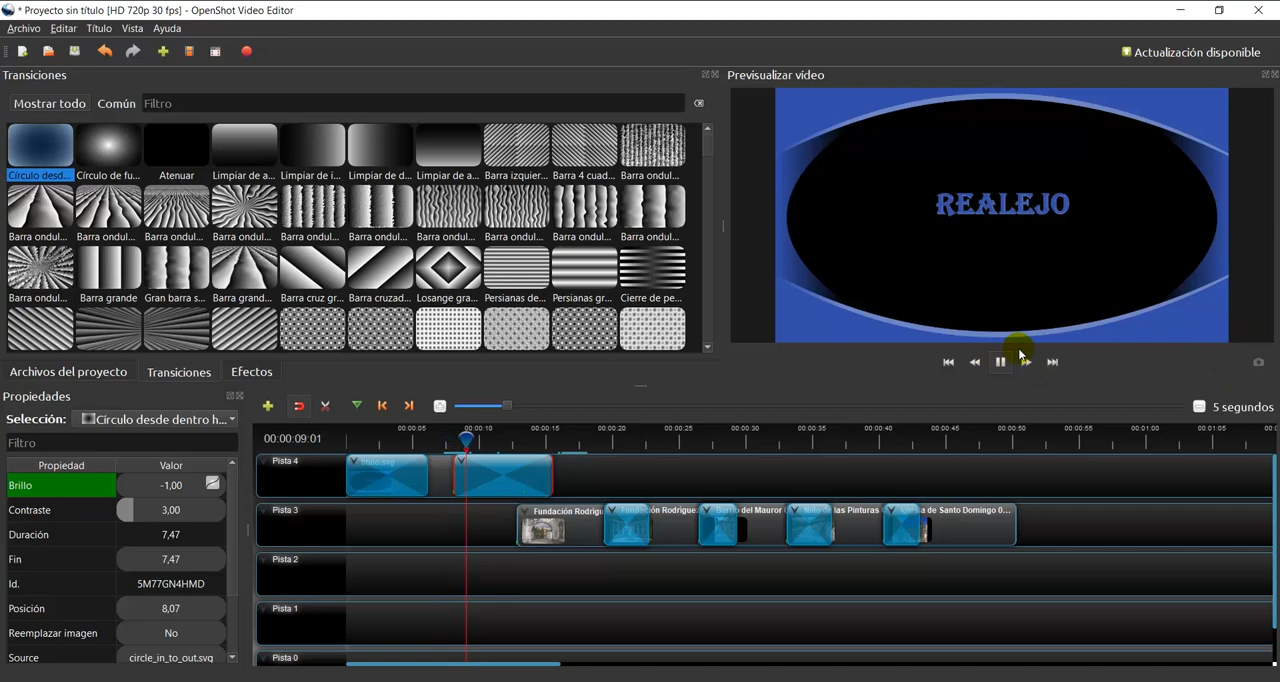 * Proyecto sin título [HD 720p 30 fps] - OpenShot Video Editor
Archivo Editar Título Vista Ayuda
Actualización disponible
Transiciones
Previsualizar vídeo
Mostrar todo Común Filtro
Círculo desd... Círculo de fu... Atenuar Limpiar de a... Limpiar de i... Limpiar de d... Limpiar de a... Barra izquier... Barra 4 cuad... Barra ondul...
REALEJO
Barra ondul... Barra ondul... Barra ondul... Barra ondul... Barra ondul... Barra ondul... Barra ondul... Barra ondul... Barra ondul... Barra ondul...
Barra ondul... Barra grande Gran barra s... Barra grand... Barra cruz gr... Barra cruzad... Losange gra... Persianas de... Persianas gr... Cierre de pe...
Archivos del proyecto Transiciones Efectos
Propiedades
Selección: Círculo desde dentro h...
Filtro
Propiedad Valor
Brillo -1,00
Contraste 3,00
Duración 7,47
Fin 7,47
Id. 5M77GN4HMD
Posición 8,07
Reemplazar imagen No
Source circle_in_to_out.svg
5 segundos
00:00:09:01
00:00:05 00:00:10 00:00:15 00:00:20 00:00:25 00:00:30 00:00:35 00:00:40 00:00:45 00:00:50 00:00:55 00:01:00 00:01:05 00:0
Pista 4 título.svg
Pista 3 Fundación Rodrígu Fundación Rodrigue. Barrio del Mauror Niño de las Pinturas Iglesia de Santo Domingo 0...
Pista 2
Pista 1
Pista 0